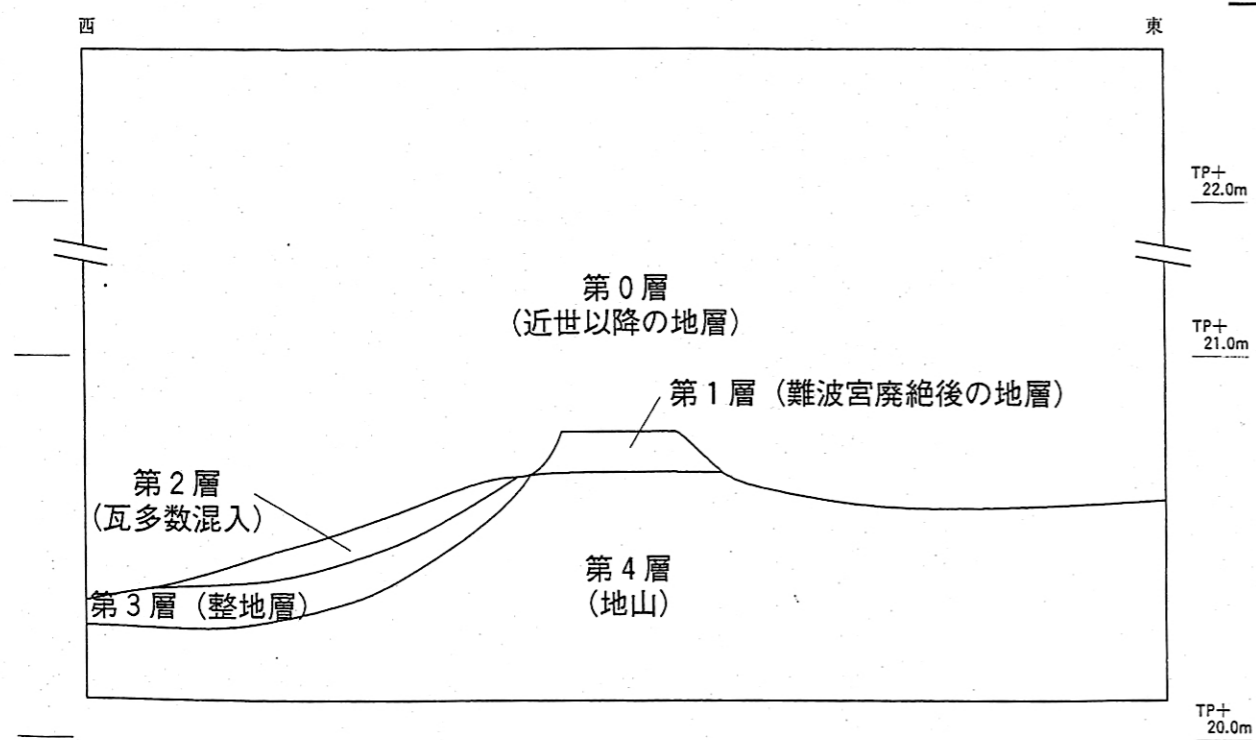 西
東
TP+
22.0m
第0層
(近世以降の地層)
TP+
21.0m
第1層（難波宮廃絶後の地層）
第2層
(瓦多数混入)
第3層（整地層）
第4層
(地山)
TP+
20.0m